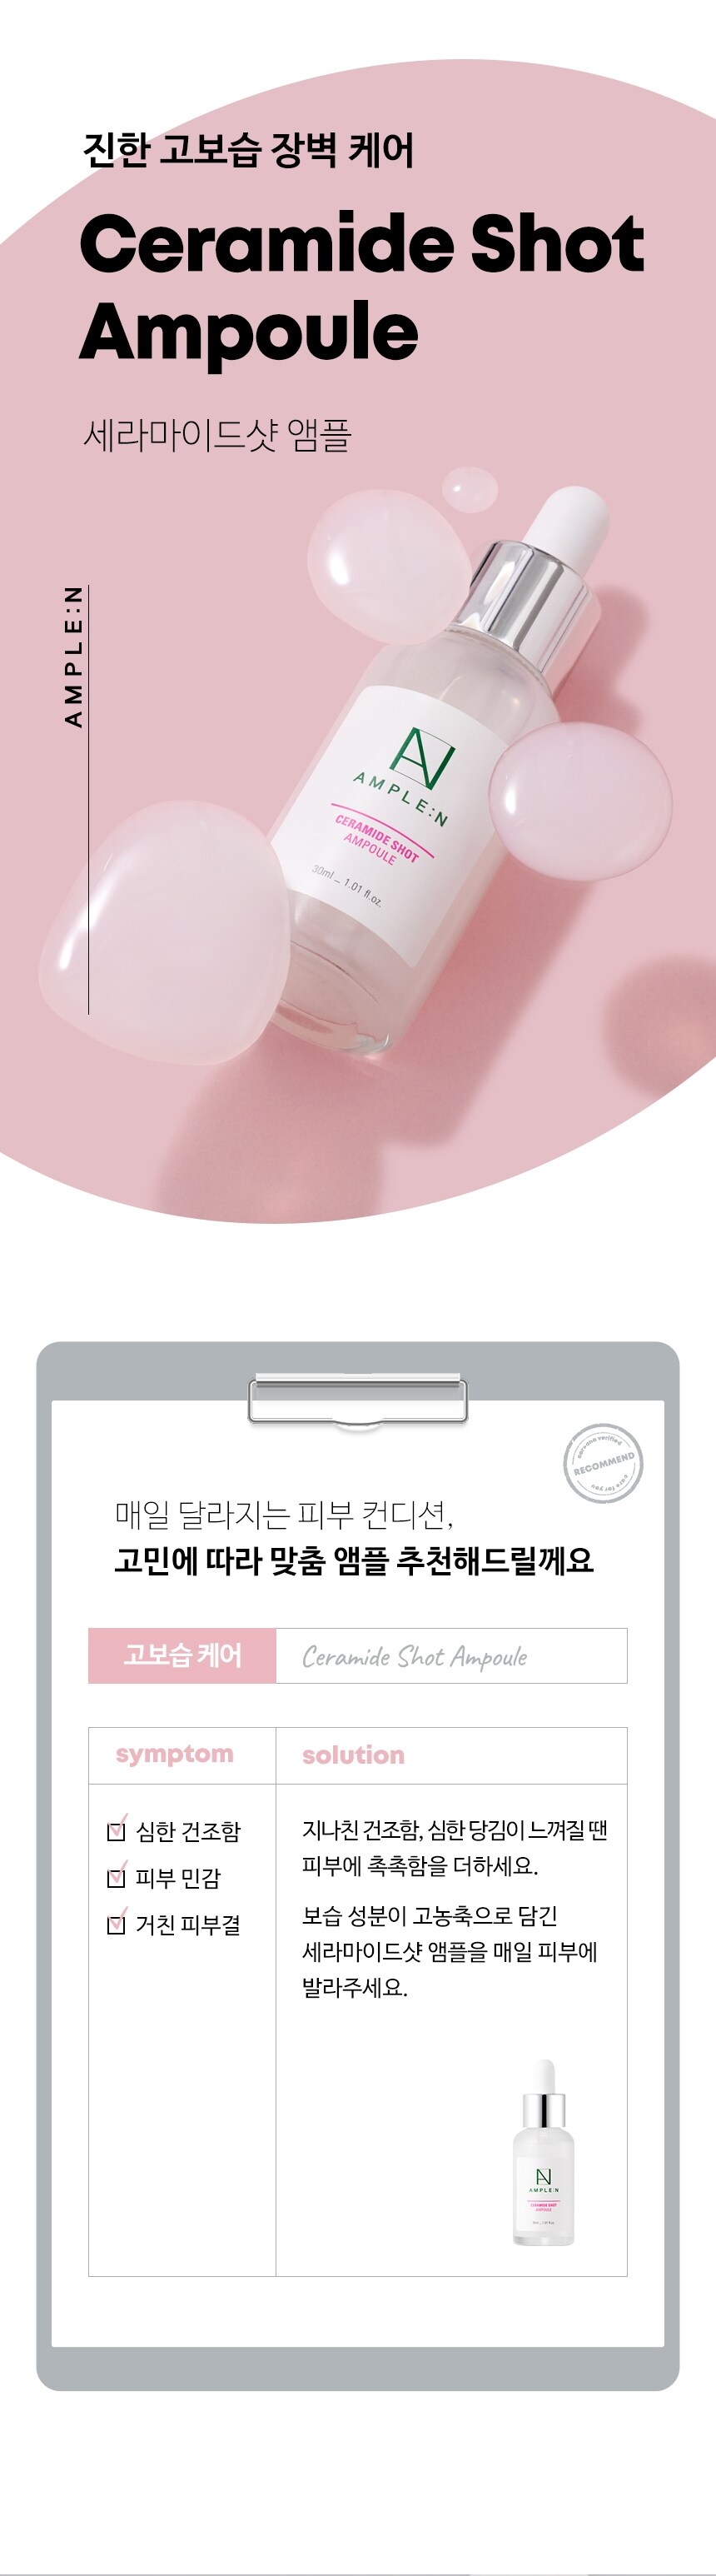 진한 고보습 장벽 케어
Ceramide Shot
Ampoule
세라마이드샷 앰플
AMPLE:N
AMPLE:N
CERAMIDE SHOT
AMPOULE
30ml _ 1.01 fl.oz.
RECOMMEND
care for you
매일 달라지는 피부 컨디션,
고민에 따라 맞춤 앰플 추천해드릴께요
고보습 케어
Ceramide Shot Ampoule
symptom
solution
심한 건조함
피부 민감
거친 피부결
지나친 건조함, 심한 당김이 느껴질 땐
피부에 촉촉함을 더하세요.
보습 성분이 고농축으로 담긴
세라마이드샷 앰플을 매일 피부에
발라주세요.
AMPLE:N
CERAMIDE SHOT
AMPOULE